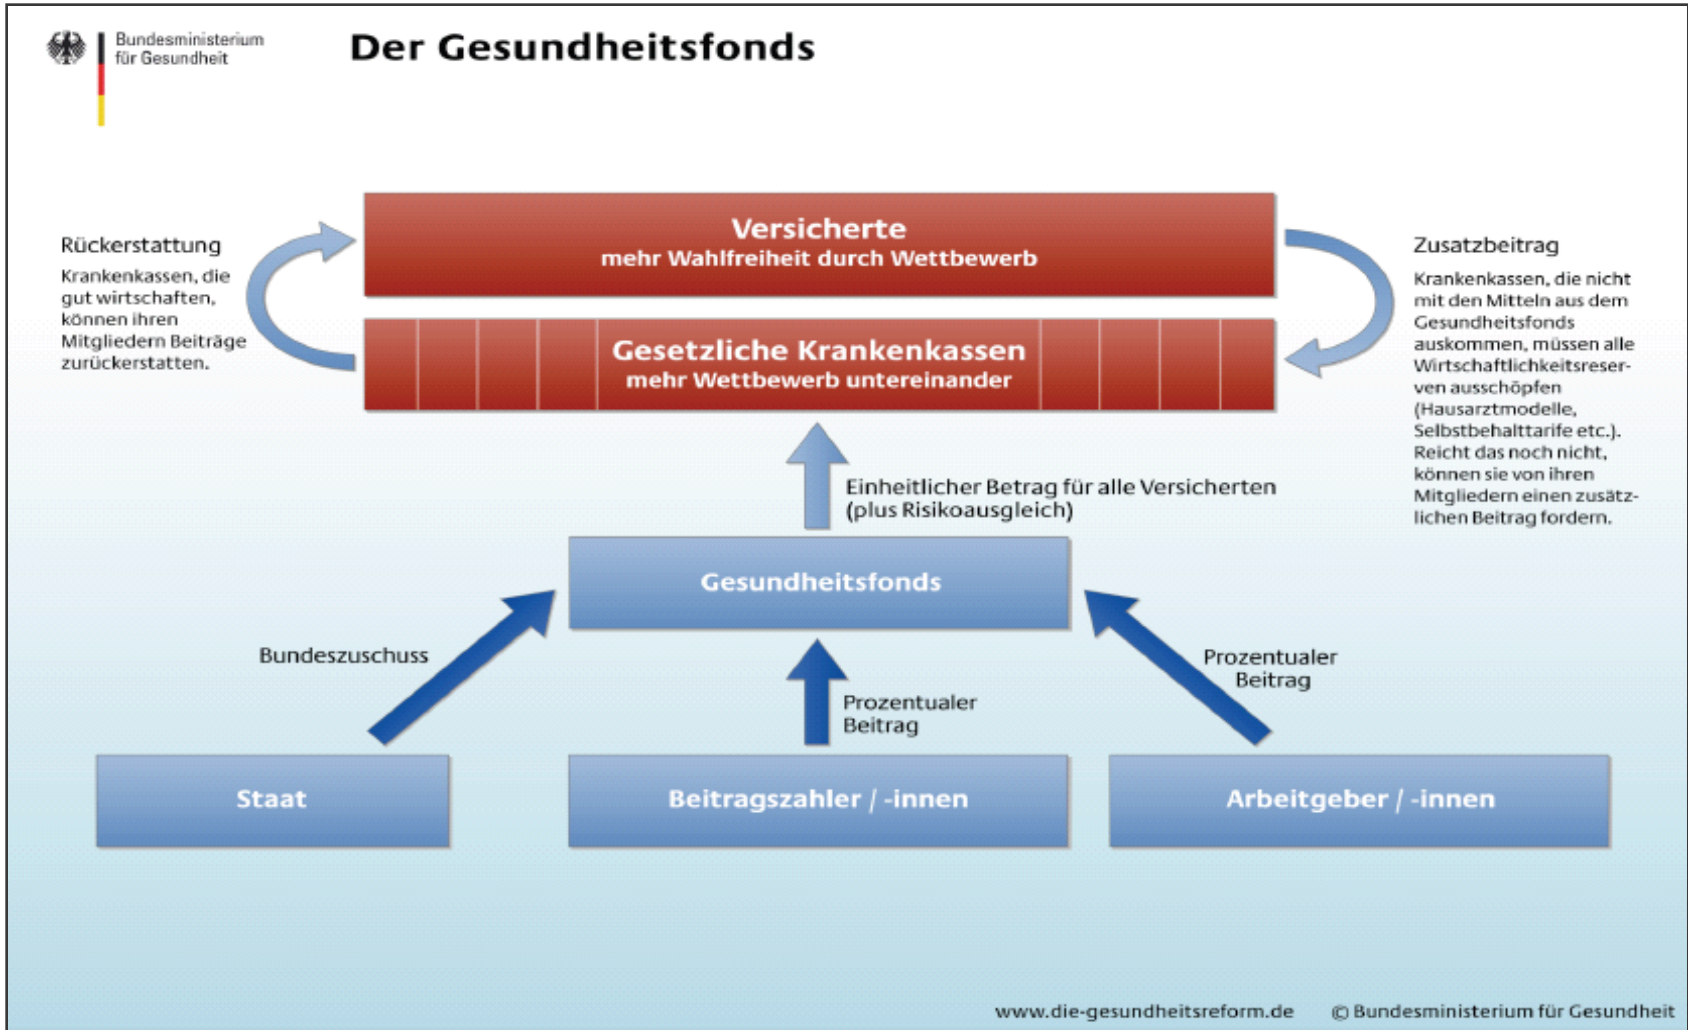 Bundesministerium
für Gesundheit
Der Gesundheitsfonds
Versicherte
mehr Wahlfreiheit durch Wettbewerb
Rückerstattung
Krankenkassen, die
gut wirtschaften,
können ihren
Mitgliedern Beiträge
zurückerstatten.
Zusatzbeitrag
Krankenkassen, die nicht
mit den Mitteln aus dem
Gesundheitsfonds
auskommen, müssen alle
Wirtschaftlichkeitsreser-
ven ausschöpfen
(Hausarztmodelle,
Selbstbehalttarife etc.).
Reicht das noch nicht,
können sie von ihren
Mitgliedern einen zusätz-
lichen Beitrag fordern.
Gesetzliche Krankenkassen
mehr Wettbewerb untereinander
Einheitlicher Betrag für alle Versicherten
(plus Risikoausgleich)
Gesundheitsfonds
Bundeszuschuss
Prozentualer
Beitrag
Prozentualer
Beitrag
Staat
Beitragszahler / -innen
Arbeitgeber / -innen
www.die-gesundheitsreform.de © Bundesministerium für Gesundheit